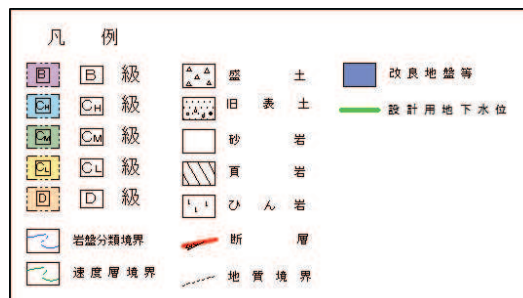 凡 例
B B 級
CH CH 級
CM CM 級
CL CL 級
D D 級
岩盤分類境界
速度層境界
盛 土
旧 表 土
砂 岩
頁 岩
ひ ん 岩
断 層
地 質 境 界
改 良 地 盤 等
設 計 用 地 下 水 位